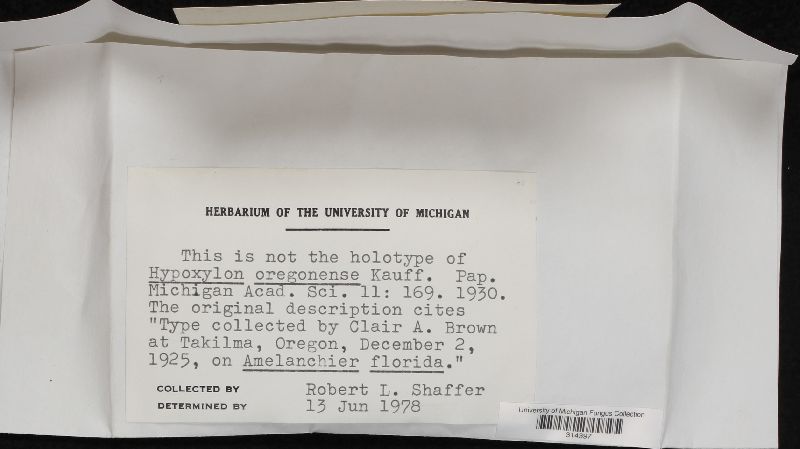 HERBARIUM OF THE UNIVERSITY OF MICHIGAN
This is not the holotype of
Hypoxylon oregonense Kauff. Pap.
Michigan Acad. Sci. 11: 169. 1930.
The original description cites
"Type collected by Clair A. Brown
at Takilma, Oregon, December 2,
1925, on Amelanchier florida."
COLLECTED BY Robert L. Shaffer
DETERMINED BY 13 Jun 1978
University of Michigan Fungus Collection
314397